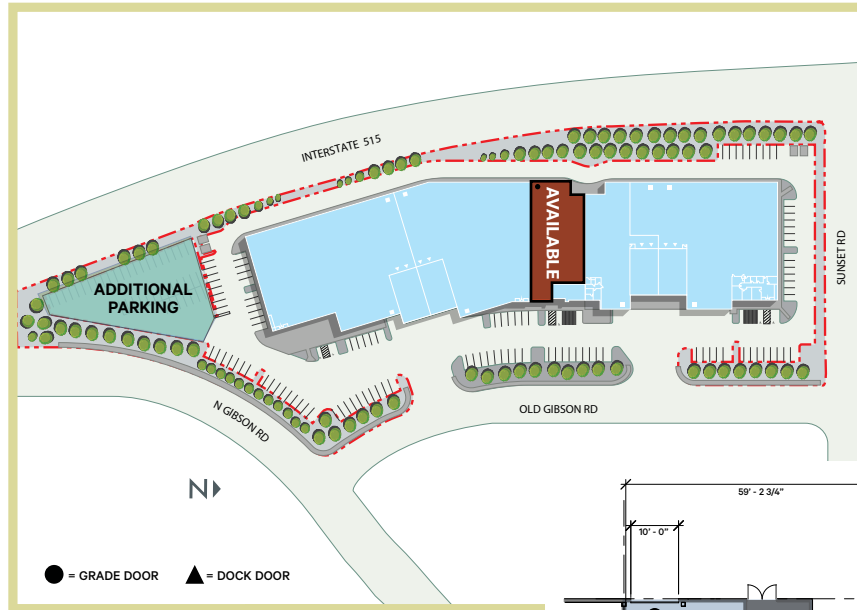 INTERSTATE 515
AVAILABLE
SUNSET RD
ADDITIONAL
PARKING
N GIBSON RD
OLD GIBSON RD
N
59' - 2 3/4"
10' - 0"
= GRADE DOOR
= DOCK DOOR